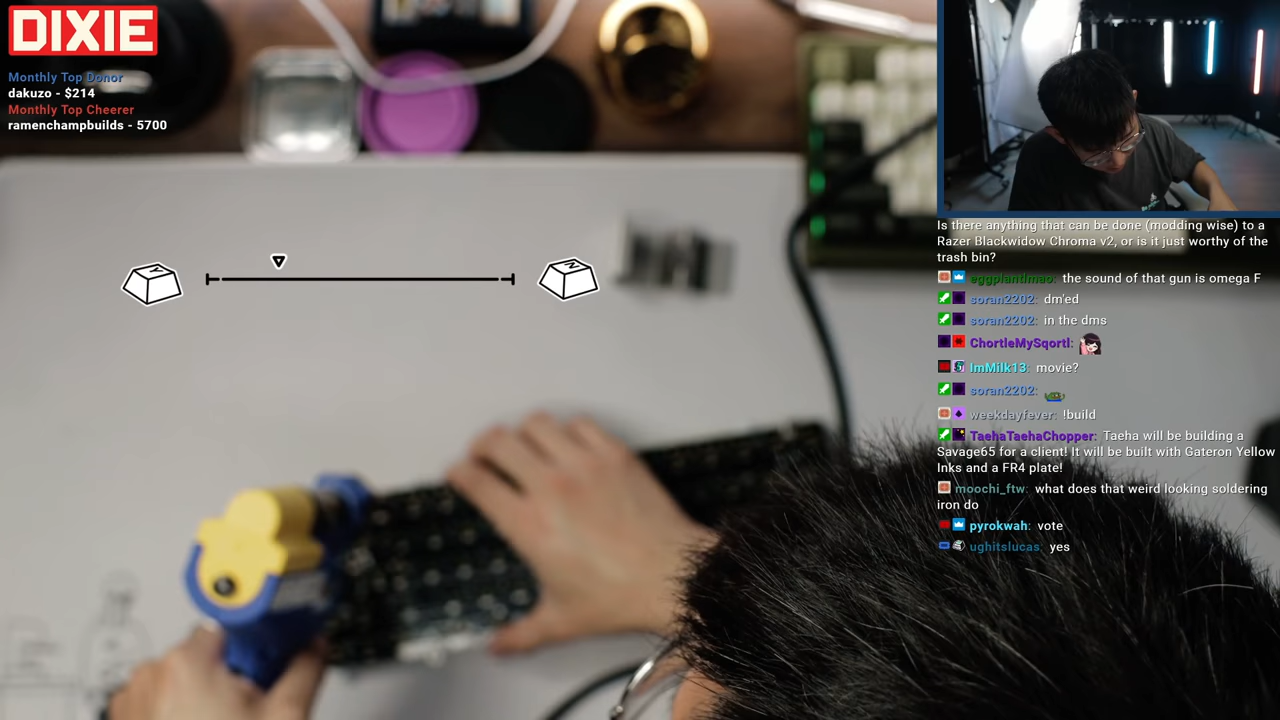 DIXIE
Monthly Top Donor
dakuzo - $214
Monthly Top Cheerer
ramenchampbuilds - 5700
Y
N
Is there anything that can be done (modding wise) to a
Razer Blackwidow Chroma v2, or is it just worthy of the
trash bin?
eggplantlmao: the sound of that gun is omega F
soran2202: dm'ed
soran2202: in the dms
ChortleMySqortl:
ImMilk13: movie?
soran2202:
weekdayfever: !build
TaehaTaehaChopper: Taeha will be building a
Savage65 for a client! It will be built with Gateron Yellow
Inks and a FR4 plate!
moochi_ftw: what does that weird looking soldering
iron do
pyrokwah: vote
ughitslucas: yes